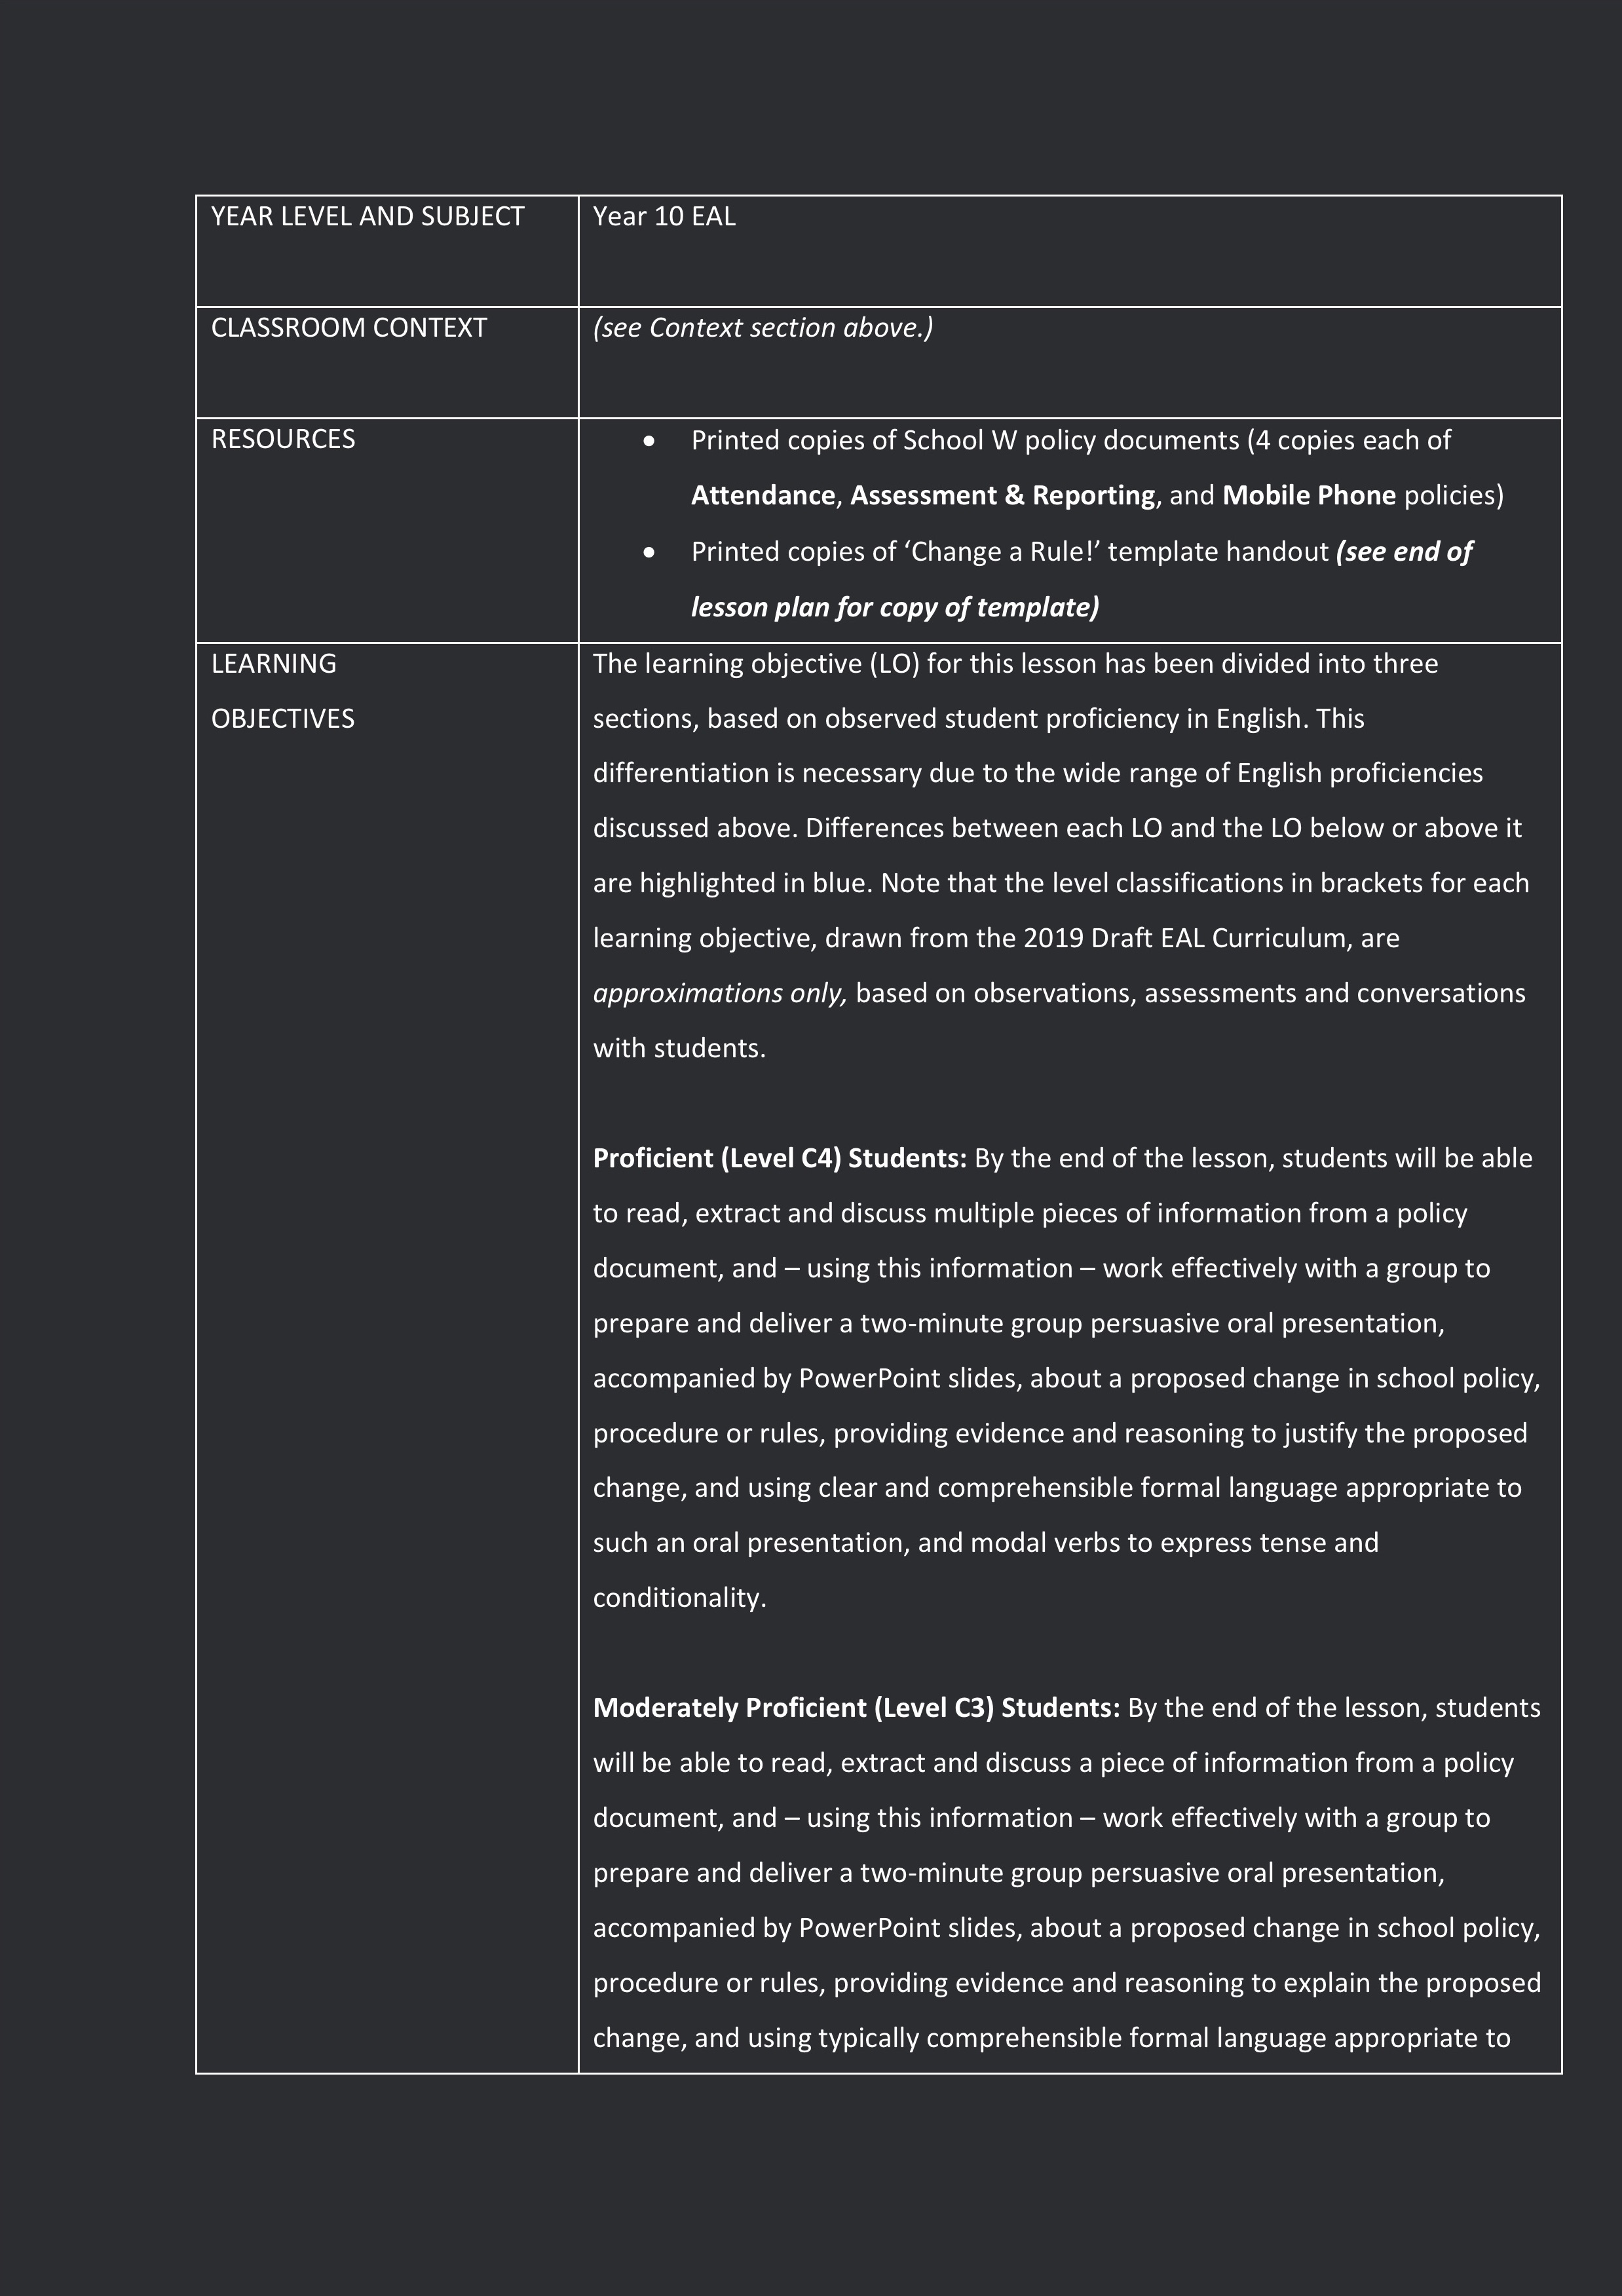 YEAR LEVEL AND SUBJECT
Year 10 EAL
CLASSROOM CONTEXT
(see Context section above.)
RESOURCES
• Printed copies of School W policy documents (4 copies each of
Attendance, Assessment & Reporting, and Mobile Phone policies)
• Printed copies of ‘Change a Rule!’ template handout (see end of
lesson plan for copy of template)
LEARNING
OBJECTIVES
The learning objective (LO) for this lesson has been divided into three
sections, based on observed student proficiency in English. This
differentiation is necessary due to the wide range of English proficiencies
discussed above. Differences between each LO and the LO below or above it
are highlighted in blue. Note that the level classifications in brackets for each
learning objective, drawn from the 2019 Draft EAL Curriculum, are
approximations only, based on observations, assessments and conversations
with students.
Proficient (Level C4) Students: By the end of the lesson, students will be able
to read, extract and discuss multiple pieces of information from a policy
document, and – using this information – work effectively with a group to
prepare and deliver a two-minute group persuasive oral presentation,
accompanied by PowerPoint slides, about a proposed change in school policy,
procedure or rules, providing evidence and reasoning to justify the proposed
change, and using clear and comprehensible formal language appropriate to
such an oral presentation, and modal verbs to express tense and
conditionality.
Moderately Proficient (Level C3) Students: By the end of the lesson, students
will be able to read, extract and discuss a piece of information from a policy
document, and – using this information – work effectively with a group to
prepare and deliver a two-minute group persuasive oral presentation,
accompanied by PowerPoint slides, about a proposed change in school policy,
procedure or rules, providing evidence and reasoning to explain the proposed
change, and using typically comprehensible formal language appropriate to